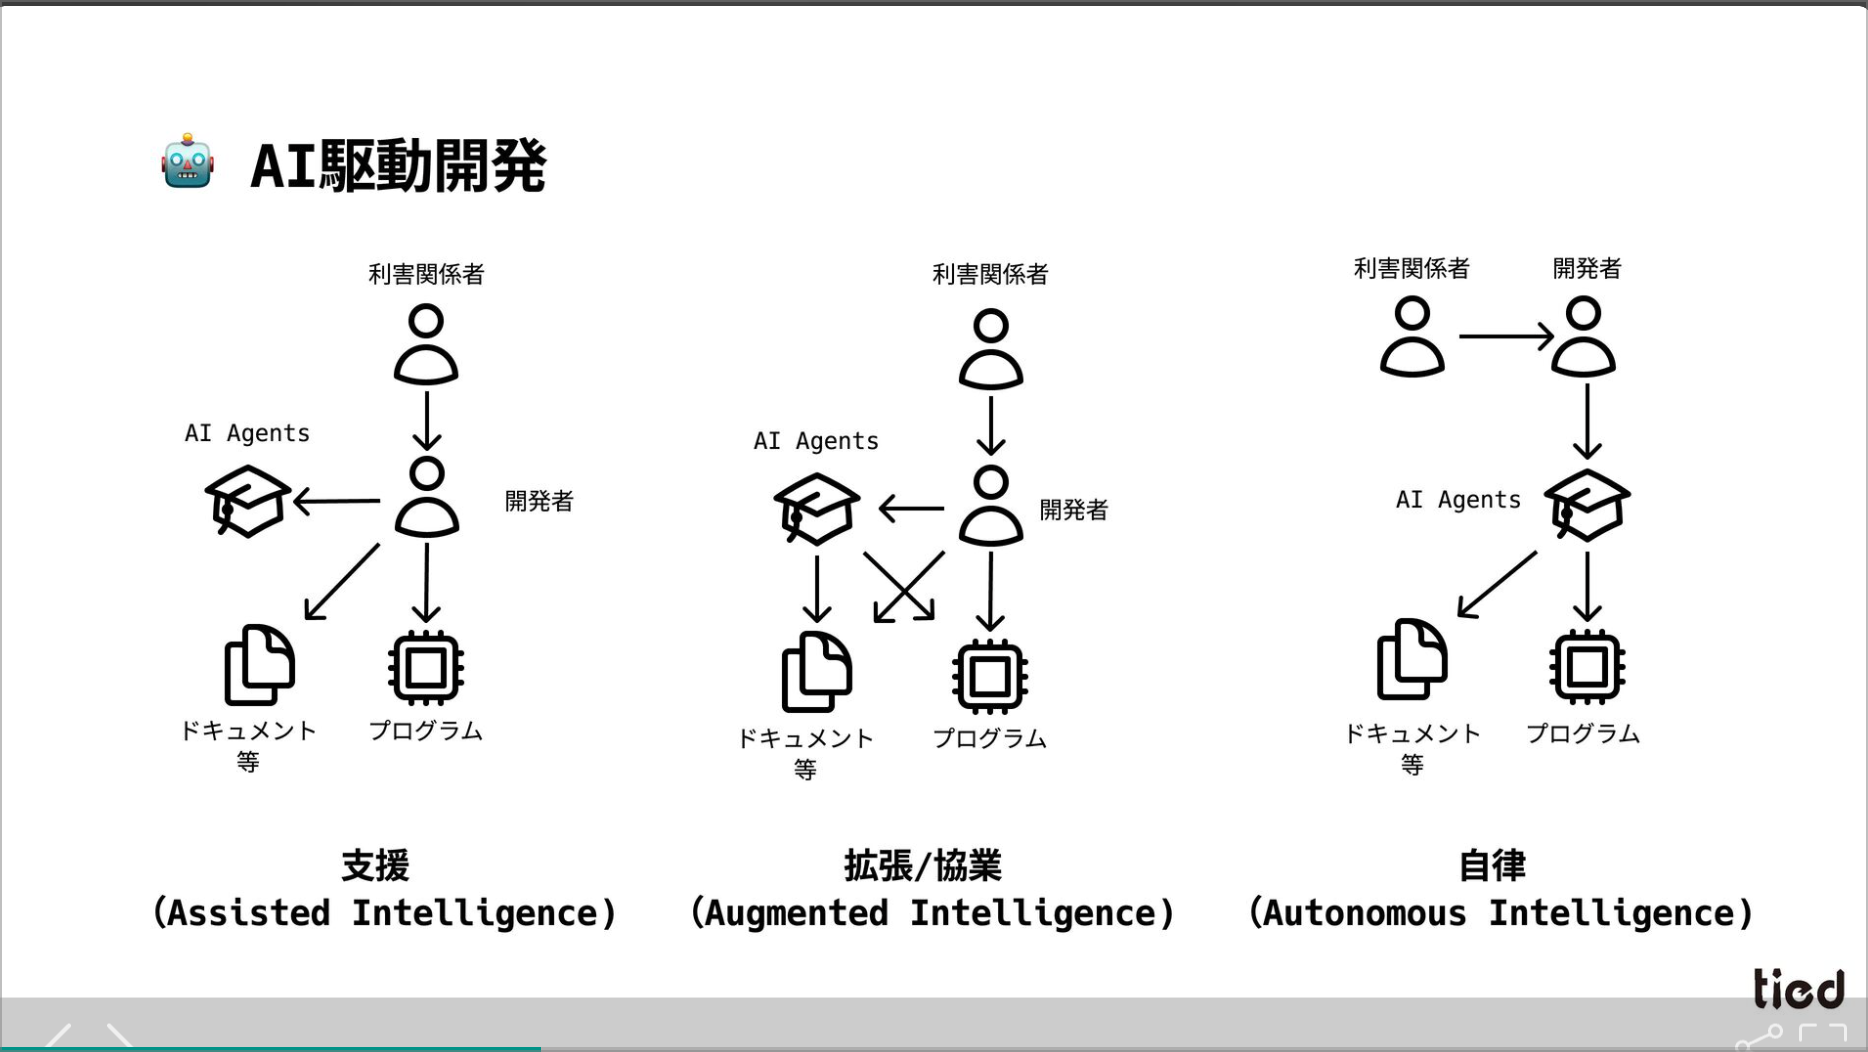 AI駆動開発
利害関係者
AI Agents
開発者
ドキュメント
等
プログラム
支援
(Assisted Intelligence)
利害関係者
AI Agents
開発者
ドキュメント
等
プログラム
拡張/協業
(Augmented Intelligence)
利害関係者
開発者
AI Agents
ドキュメント
等
プログラム
自律
(Autonomous Intelligence)
tied